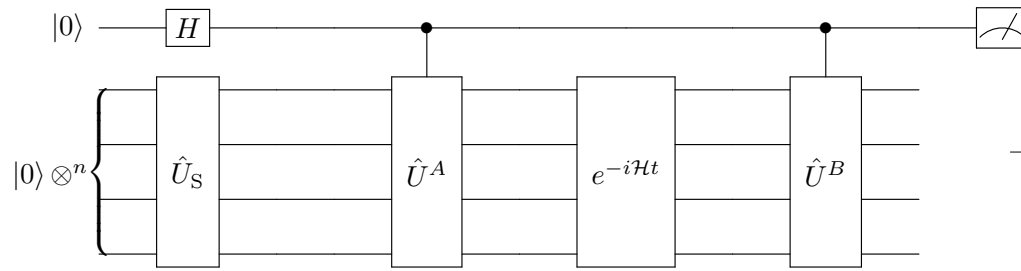 |0⟩ H
|0⟩ ⊗ⁿ Û_S Û^A e^{-iℋt} Û^B